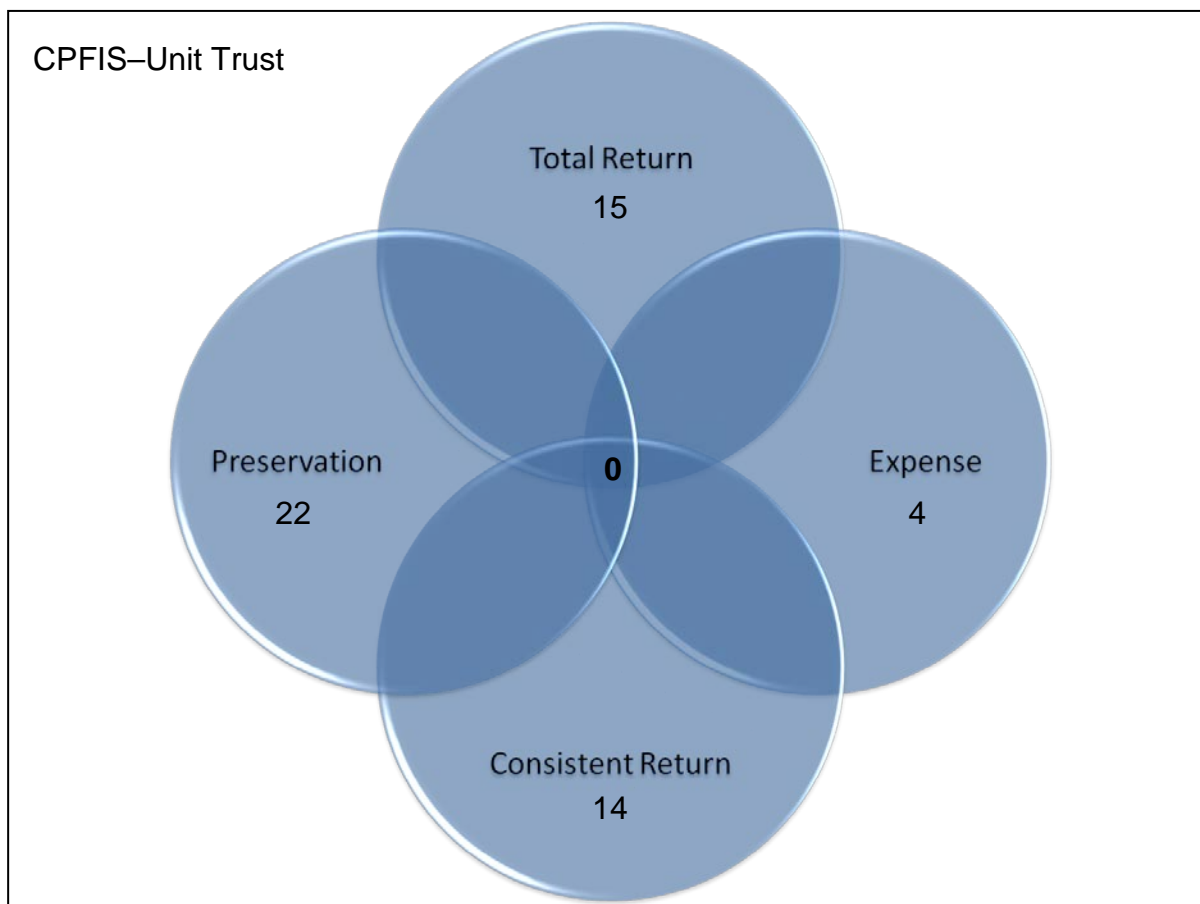 CPFIS–Unit Trust
Total Return
15
Preservation
22
0
Expense
4
Consistent Return
14